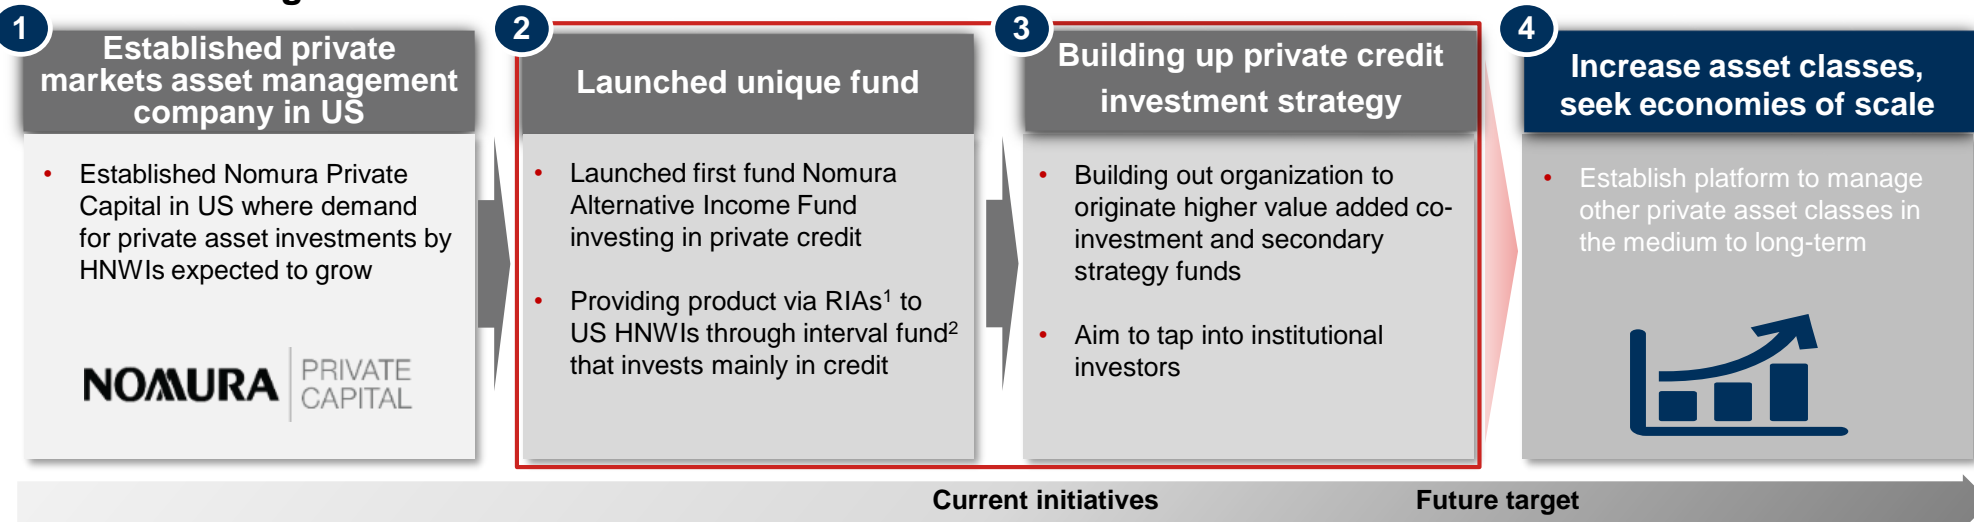 1
Established private
markets asset management
company in US
• Established Nomura Private
Capital in US where demand
for private asset investments by
HNWIs expected to grow
NOMURA PRIVATE
CAPITAL
2
Launched unique fund
• Launched first fund Nomura
Alternative Income Fund
investing in private credit
• Providing product via RIAs¹ to
US HNWIs through interval fund²
that invests mainly in credit
3
Building up private credit
investment strategy
• Building out organization to
originate higher value added co-
investment and secondary
strategy funds
• Aim to tap into institutional
investors
4
Increase asset classes,
seek economies of scale
• Establish platform to manage
other private asset classes in
the medium to long-term
Current initiatives
Future target